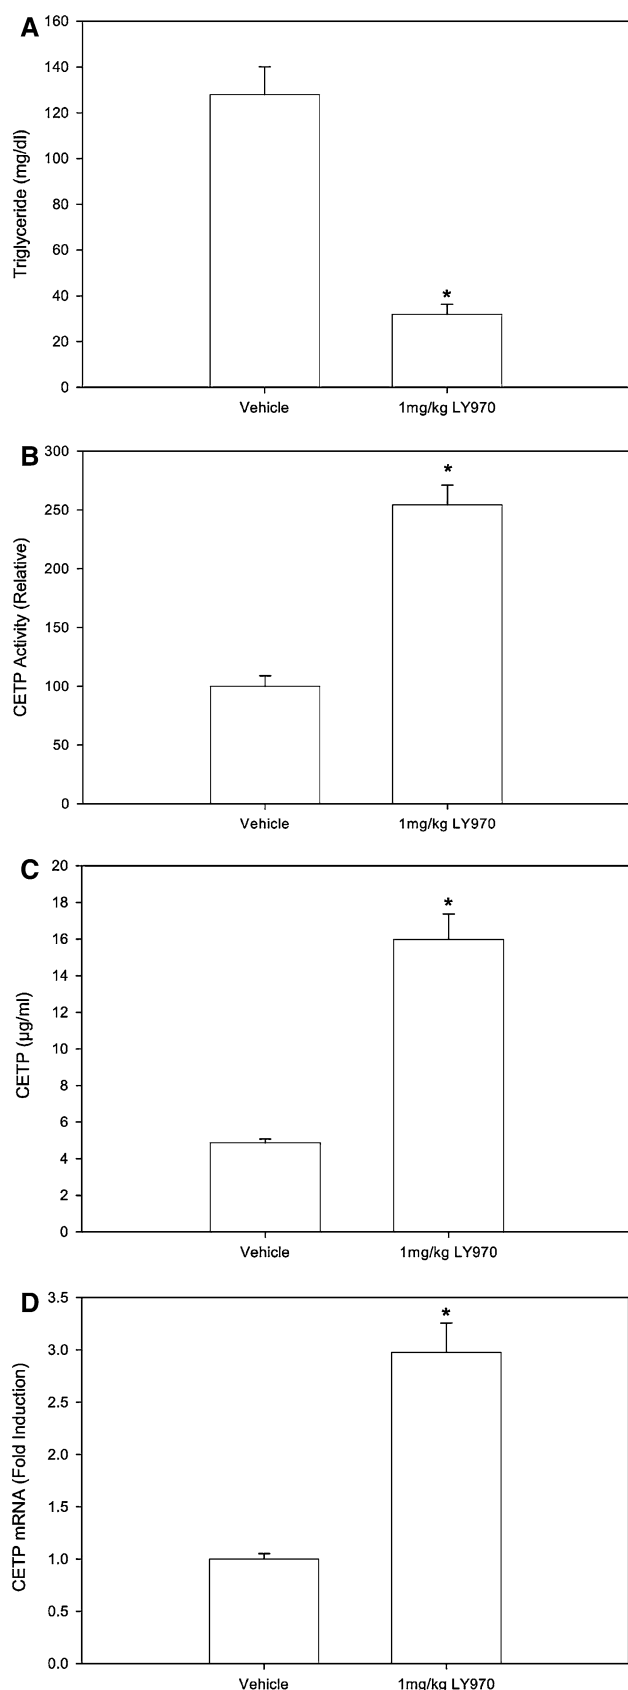 A
160
140
120
100
80
60
40
20
0
Triglyceride (mg/dl)
*
Vehicle
1mg/kg LY970
B
300
250
200
150
100
50
0
CETP Activity (Relative)
*
Vehicle
1mg/kg LY970
C
20
18
16
14
12
10
8
6
4
2
0
CETP (µg/ml)
*
Vehicle
1mg/kg LY970
D
3.5
3.0
2.5
2.0
1.5
1.0
0.5
0.0
CETP mRNA (Fold Induction)
*
Vehicle
1mg/kg LY970